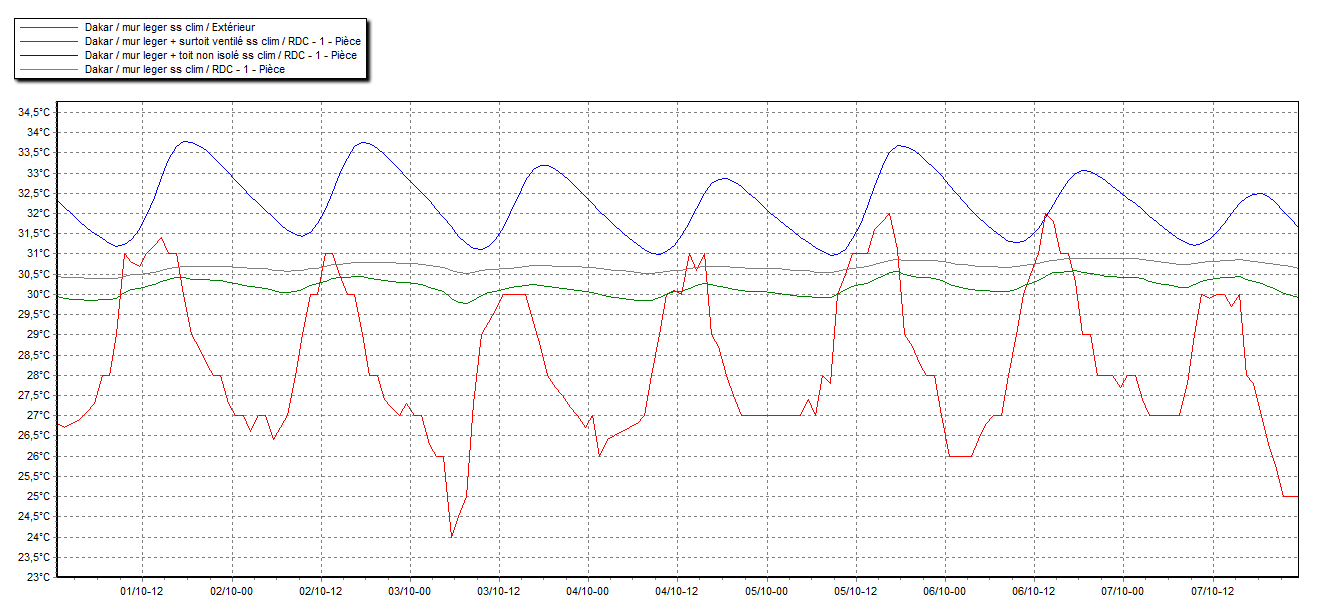 Dakar / mur leger ss clim / Extérieur
Dakar / mur leger + surtoit ventilé ss clim / RDC - 1 - Pièce
Dakar / mur leger + toit non isolé ss clim / RDC - 1 - Pièce
Dakar / mur leger ss clim / RDC - 1 - Pièce
34,5°C
34°C
33,5°C
33°C
32,5°C
32°C
31,5°C
31°C
30,5°C
30°C
29,5°C
29°C
28,5°C
28°C
27,5°C
27°C
26,5°C
26°C
25,5°C
25°C
24,5°C
24°C
23,5°C
23°C
01/10-12 02/10-00 02/10-12 03/10-00 03/10-12 04/10-00 04/10-12 05/10-00 05/10-12 06/10-00 06/10-12 07/10-00 07/10-12